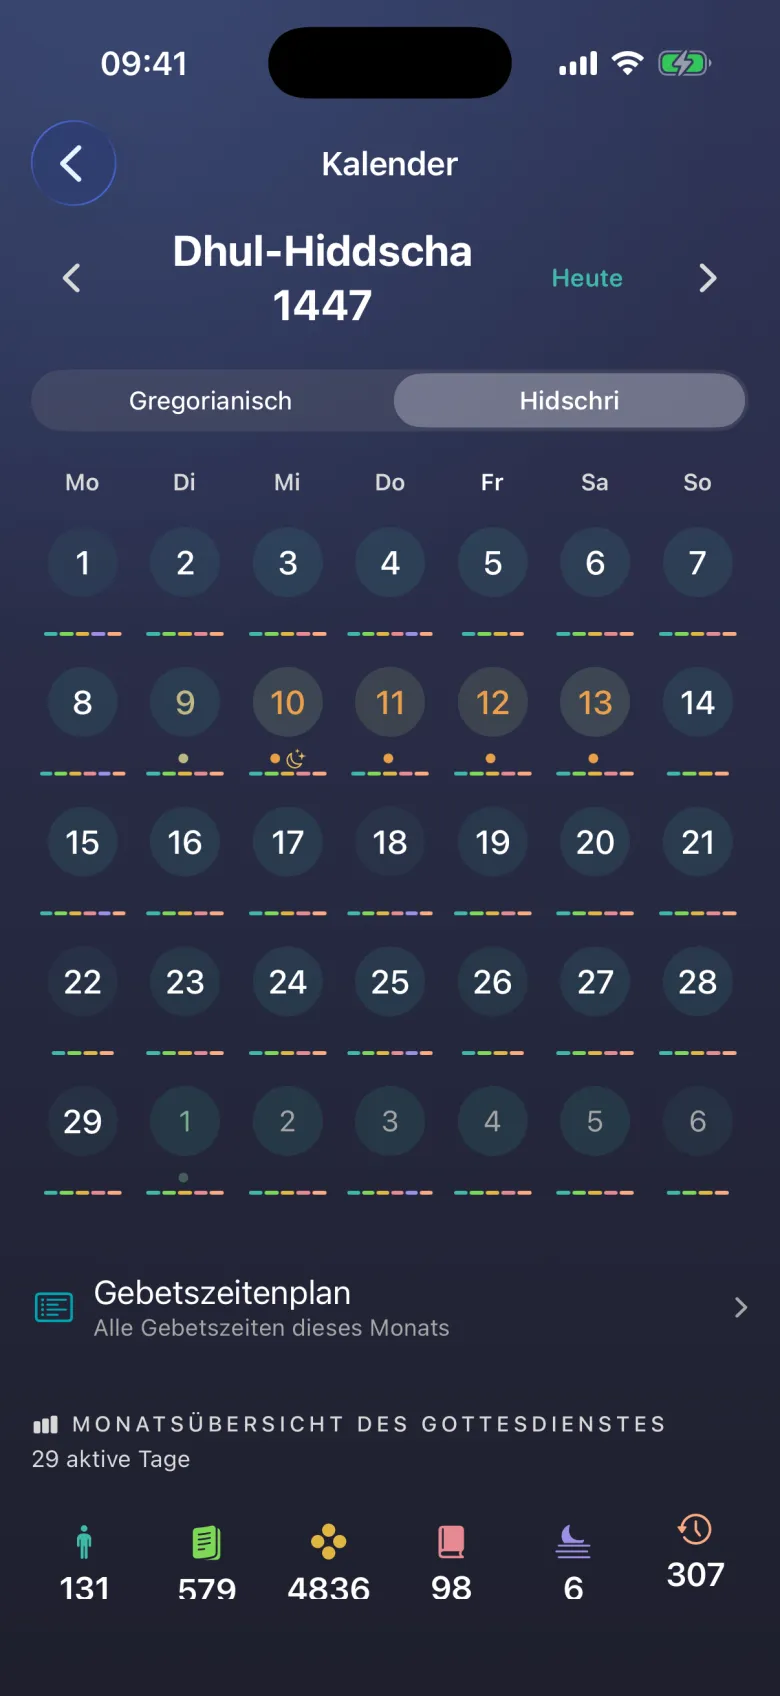 09:41
Kalender
Dhul-Hiddscha
1447
Heute
Gregorianisch Hidschri
Mo Di Mi Do Fr Sa So
1 2 3 4 5 6 7
8 9 10 11 12 13 14
15 16 17 18 19 20 21
22 23 24 25 26 27 28
29 1 2 3 4 5 6
Gebetszeitenplan
Alle Gebetszeiten dieses Monats
MONATSÜBERSICHT DES GOTTESDIENSTES
29 aktive Tage
131 579 4836 98 6 307